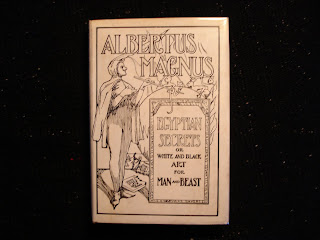 ALBERTUS
MAGNUS
EGYPTIAN
SECRETS
OR
WHITE AND BLACK
ART
FOR
MAN AND BEAST